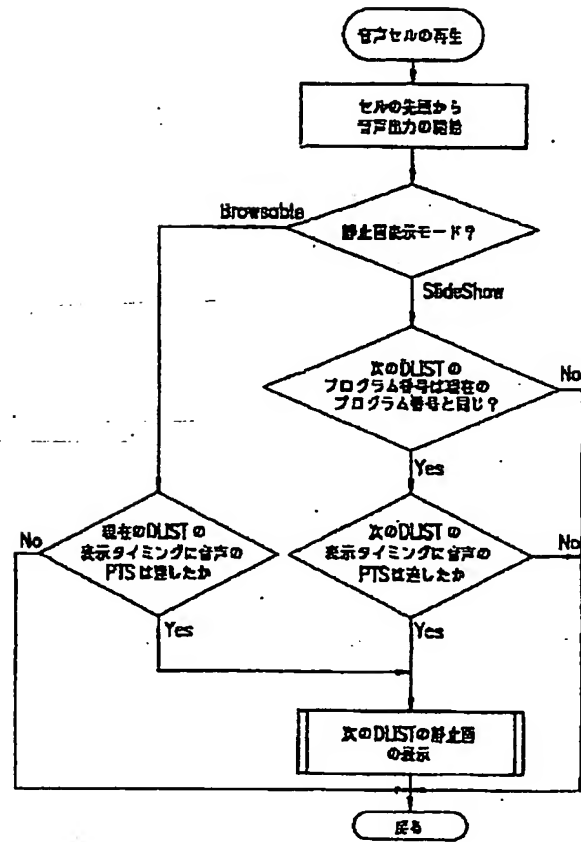 音声セルの再生
セルの先頭から
音声出力の開始
Browsable
静止画表示モード？
SlideShow
次のDLISTの
プログラム番号は現在の
プログラム番号と同じ？
No
Yes
No
現在のDLISTの
表示タイミングに音声の
PTSは達したか
次のDLISTの
表示タイミングに音声の
PTSは達したか
No
Yes
Yes
次のDLISTの静止画
の表示
戻る